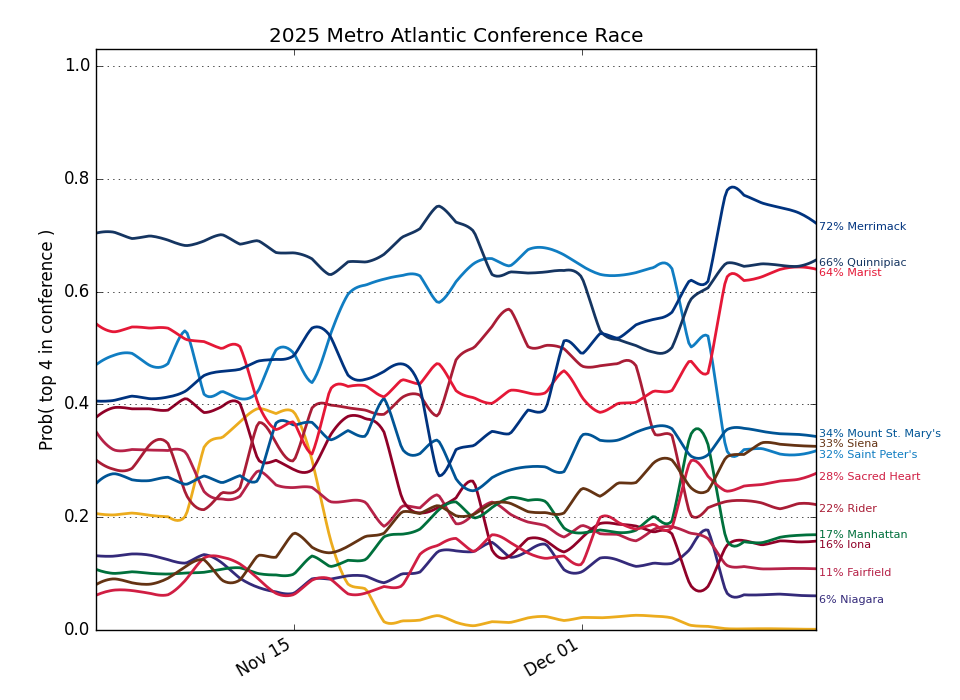 2025 Metro Atlantic Conference Race
Prob( top 4 in conference )
1.0
0.8
0.6
0.4
0.2
0.0
Nov 15
Dec 01
72% Merrimack
66% Quinnipiac
64% Marist
34% Mount St. Mary's
33% Siena
32% Saint Peter's
28% Sacred Heart
22% Rider
17% Manhattan
16% Iona
11% Fairfield
6% Niagara